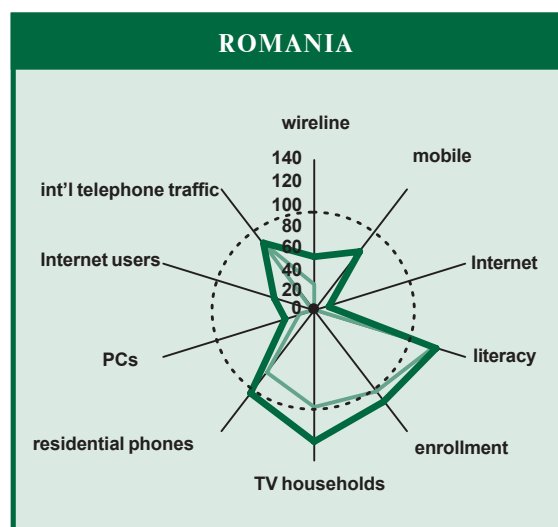 ROMANIA
wireline
mobile
140
120
100
80
60
40
20
0
int'l telephone traffic
Internet users
Internet
PCs
literacy
residential phones
enrollment
TV households